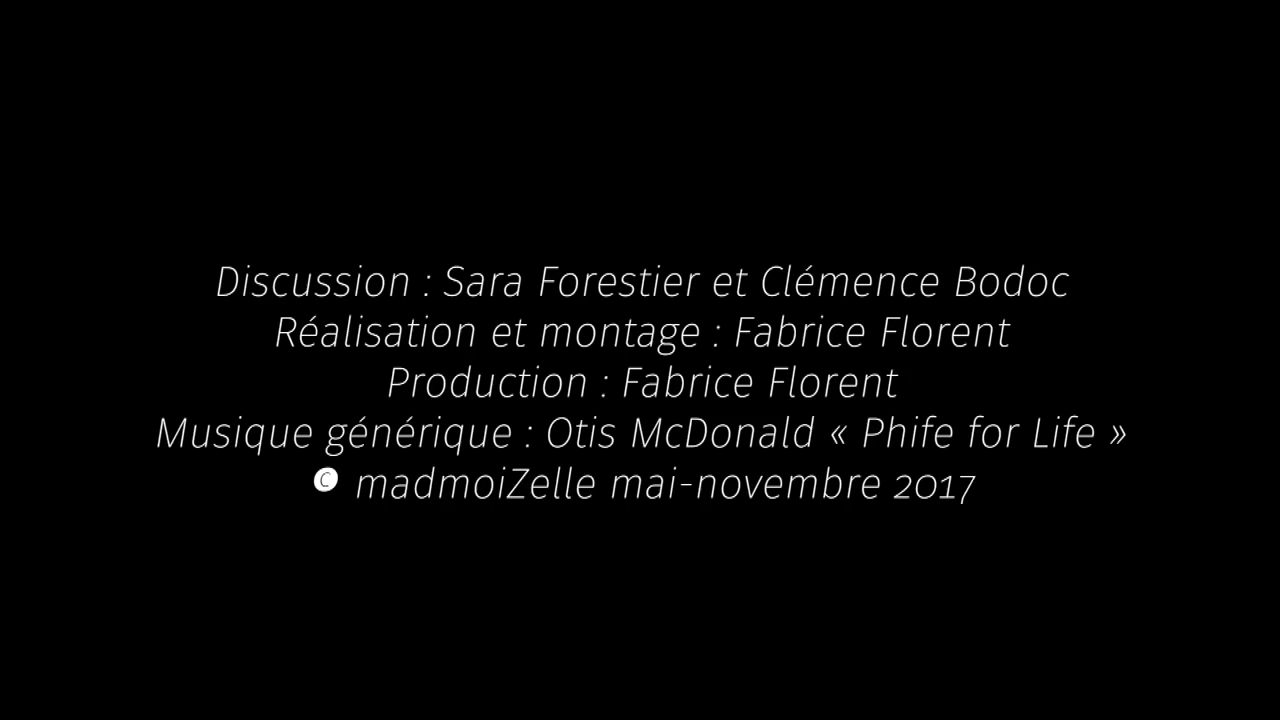 Discussion : Sara Forestier et Clémence Bodoc
Réalisation et montage : Fabrice Florent
Production : Fabrice Florent
Musique générique : Otis McDonald « Phife for Life »
© madmoiZelle mai-novembre 2017